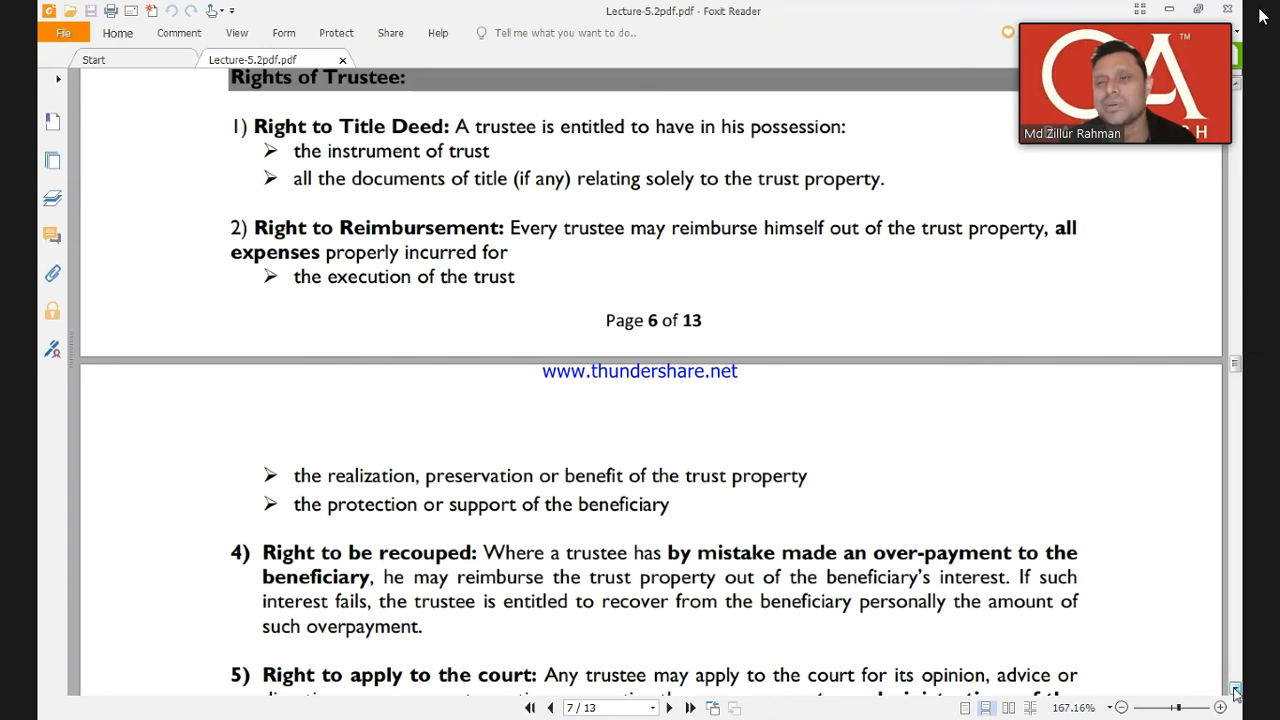 Lecture-5.2pdf.pdf - Foxit Reader
File Home Comment View Form Protect Share Help Tell me what you want to do..
Start Lecture-5.2pdf.pdf
CA
TM
H
Md Zillur Rahman
Rights of Trustee:
1) Right to Title Deed: A trustee is entitled to have in his possession:
➢ the instrument of trust
➢ all the documents of title (if any) relating solely to the trust property.
2) Right to Reimbursement: Every trustee may reimburse himself out of the trust property, all
expenses properly incurred for
➢ the execution of the trust
Page 6 of 13
www.thundershare.net
➢ the realization, preservation or benefit of the trust property
➢ the protection or support of the beneficiary
4) Right to be recouped: Where a trustee has by mistake made an over-payment to the
beneficiary, he may reimburse the trust property out of the beneficiary's interest. If such
interest fails, the trustee is entitled to recover from the beneficiary personally the amount of
such overpayment.
5) Right to apply to the court: Any trustee may apply to the court for its opinion, advice or
7 / 13
167.16%